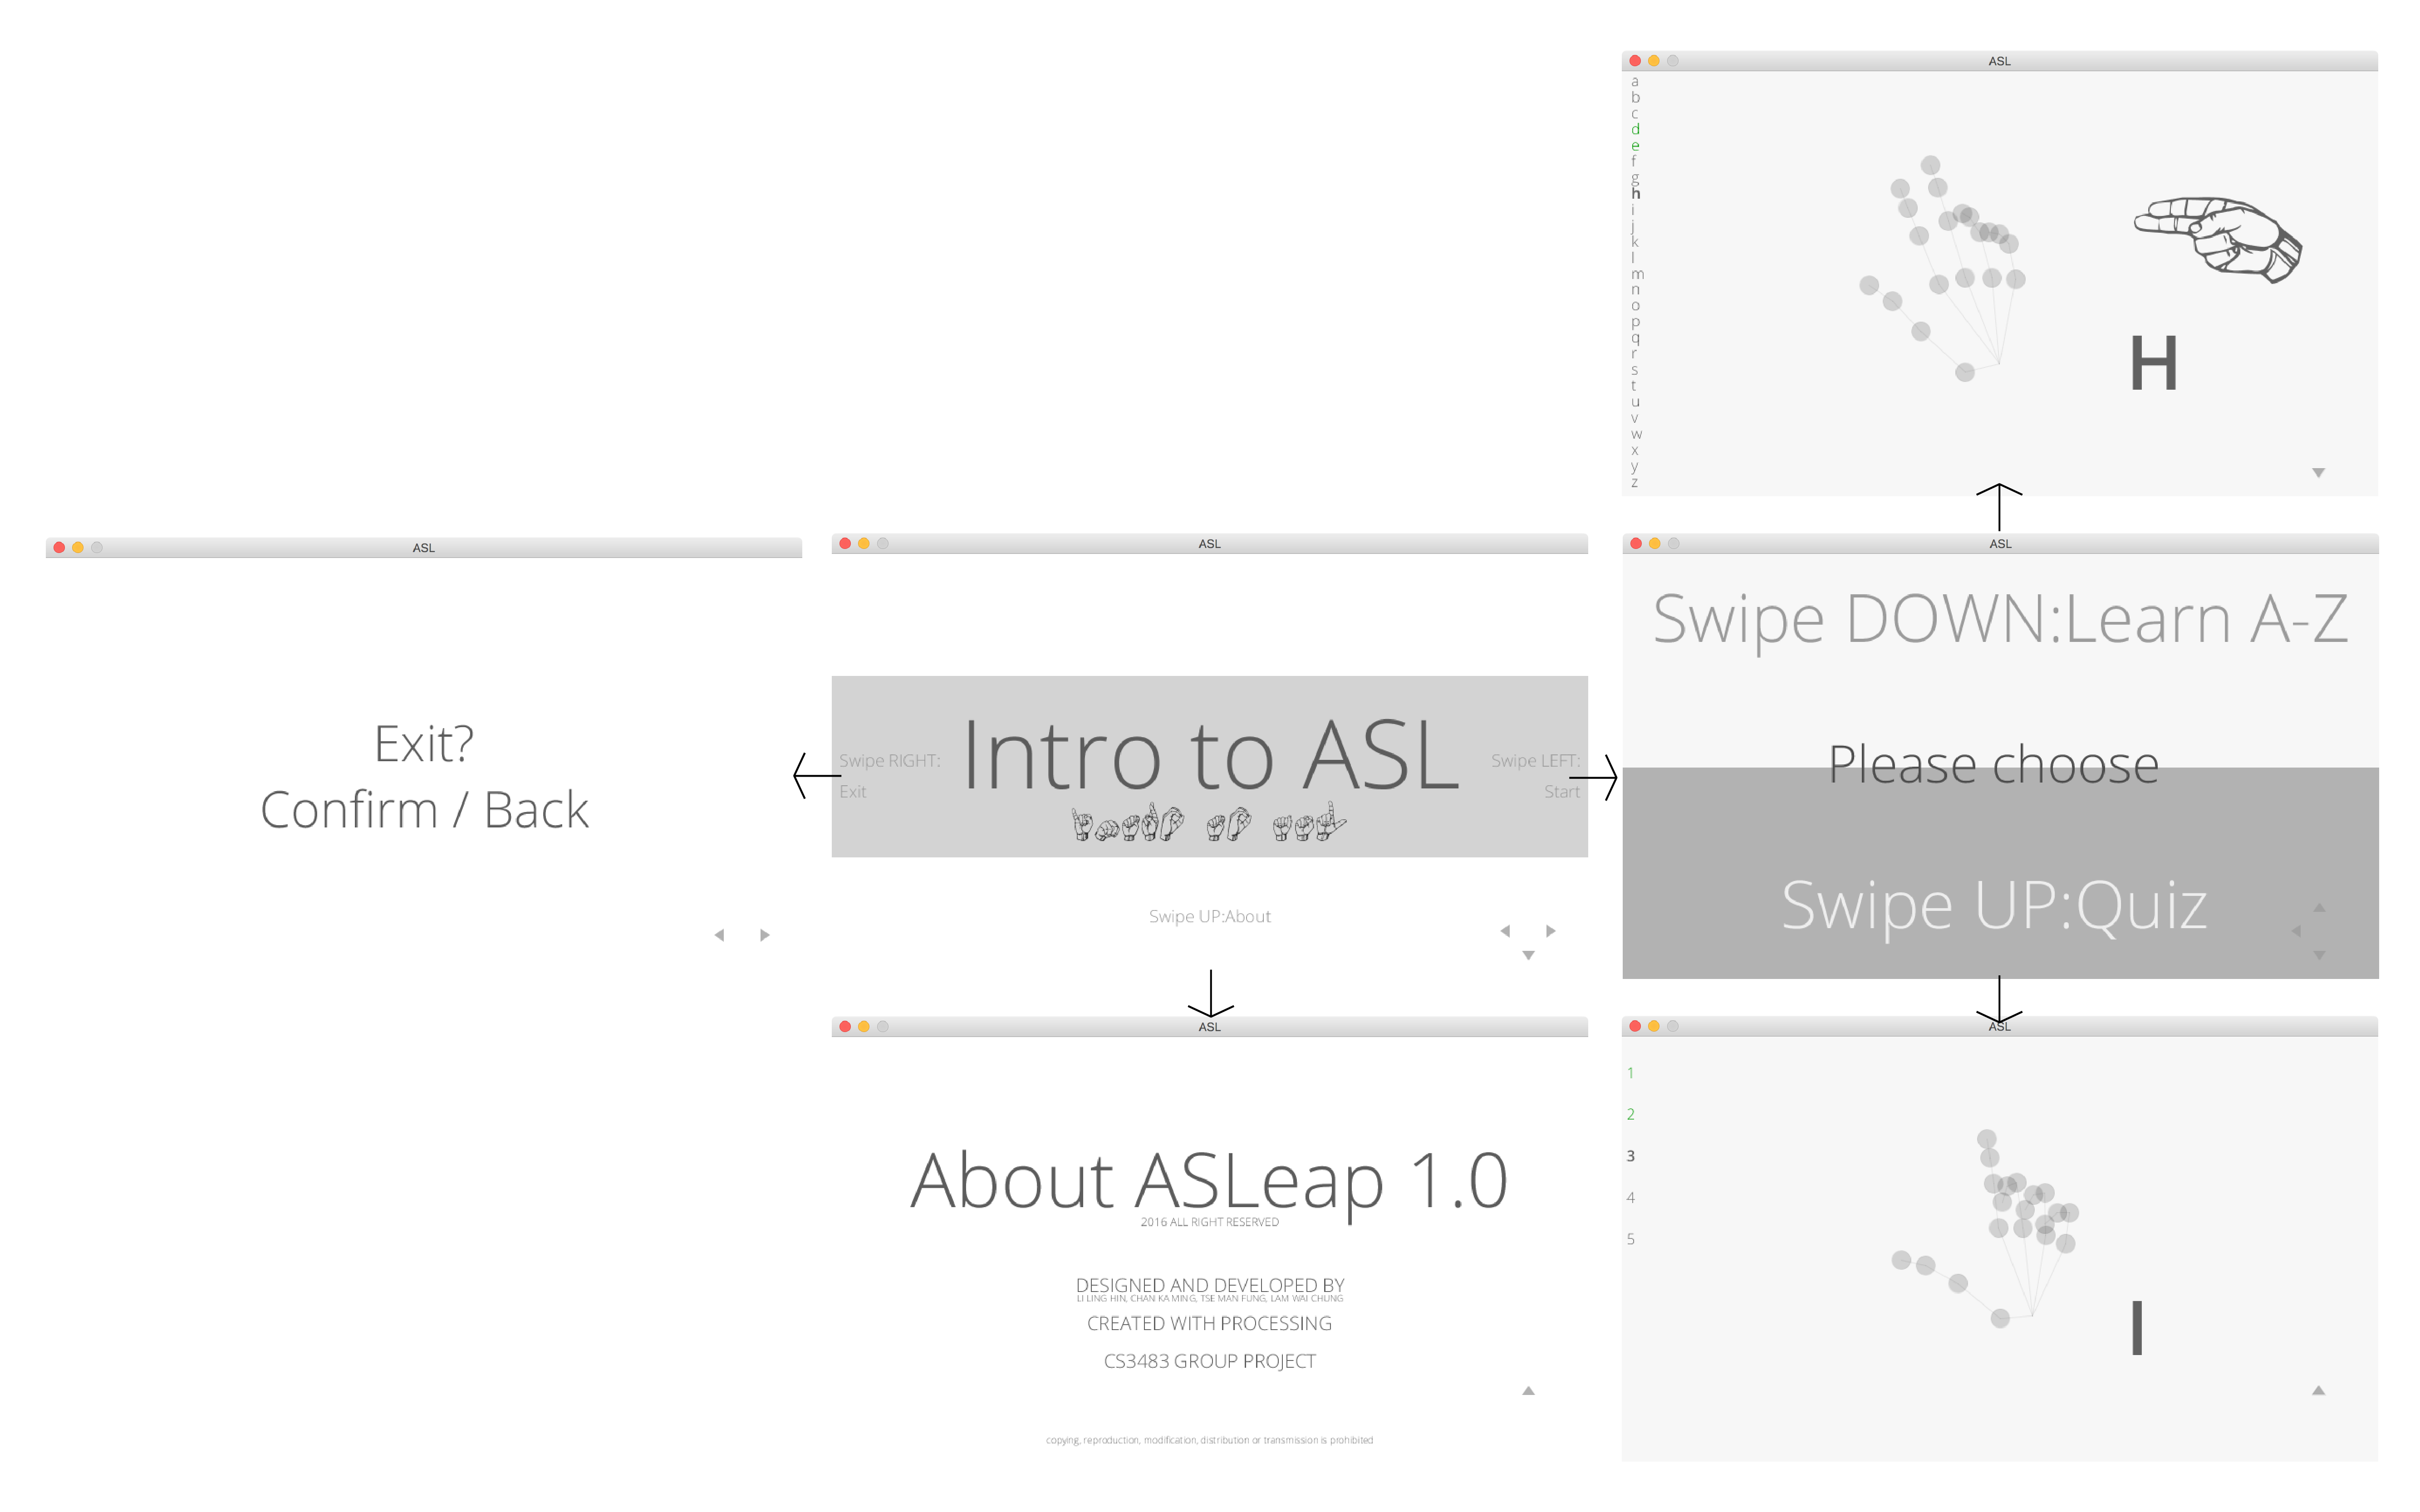 ASL
a
b
c
d
e
f
g
h
i
j
k
l
m
n
o
p
q
r
s
t
u
v
w
x
y
z
H
ASL
Exit?
Confirm / Back
ASL
Intro to ASL
Swipe RIGHT:
Exit
Swipe LEFT:
Start
Swipe UP:About
ASL
Swipe DOWN:Learn A-Z
Please choose
Swipe UP:Quiz
ASL
About ASLeap 1.0
2016 ALL RIGHT RESERVED
DESIGNED AND DEVELOPED BY
LI LING HIN, CHAN KA MING, TSE MAN FUNG, LAM WAI CHUNG
CREATED WITH PROCESSING
CS3483 GROUP PROJECT
copying, reproduction, modification, distribution or transmission is prohibited
ASL
1
2
3
4
5
I